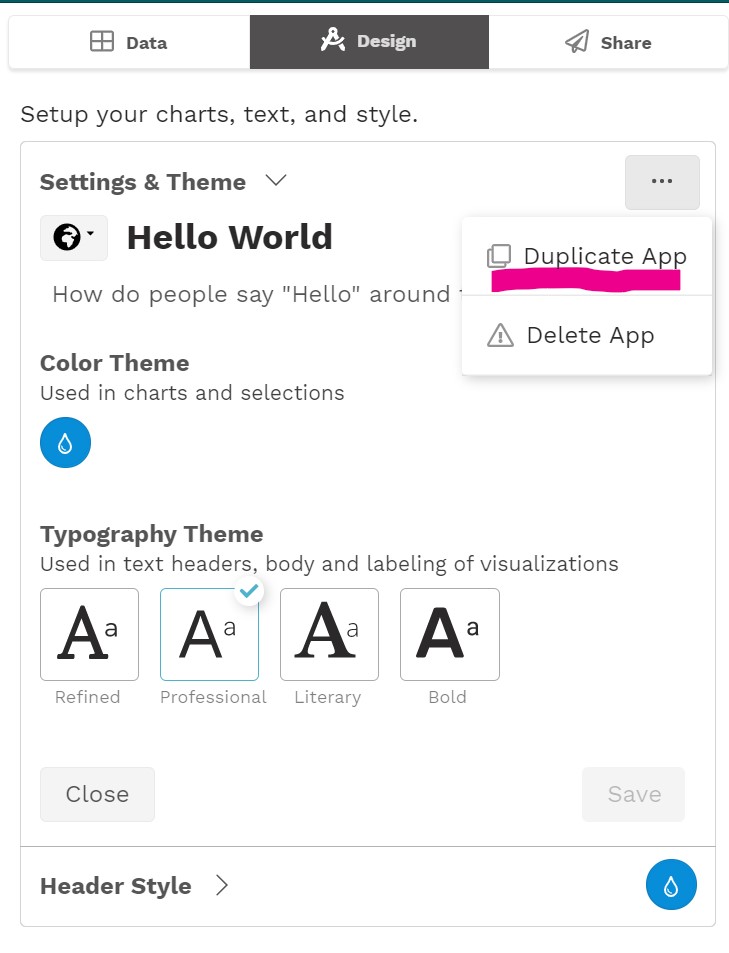 Data
Design
Share
Setup your charts, text, and style.
Settings & Theme
...
Hello World
Duplicate App
How do people say "Hello" around
Delete App
Color Theme
Used in charts and selections
Typography Theme
Used in text headers, body and labeling of visualizations
Aa Aa Aa Aa
Refined Professional Literary Bold
Close
Save
Header Style